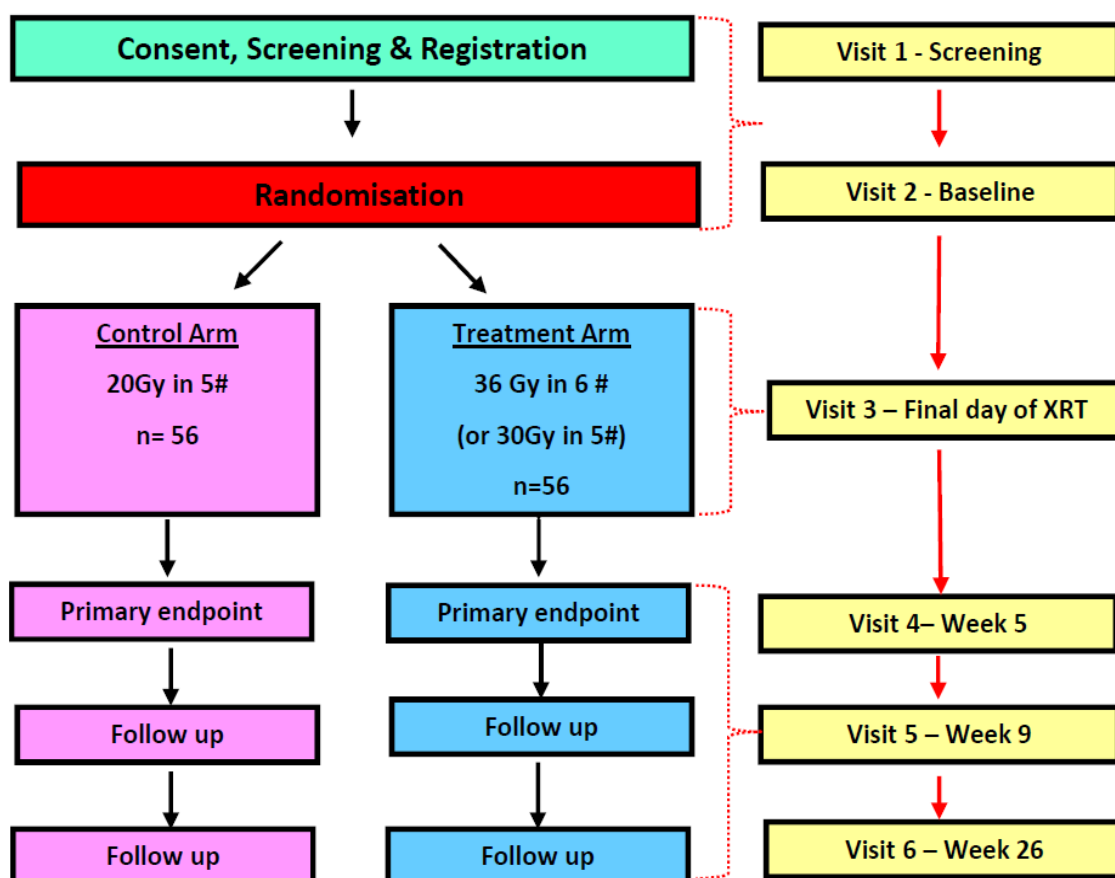 Consent, Screening & Registration
Visit 1 - Screening
Randomisation
Visit 2 - Baseline
Control Arm
20Gy in 5#
n= 56
Treatment Arm
36 Gy in 6 #
(or 30Gy in 5#)
n=56
Visit 3 – Final day of XRT
Primary endpoint
Primary endpoint
Visit 4– Week 5
Follow up
Follow up
Visit 5 – Week 9
Follow up
Follow up
Visit 6 – Week 26